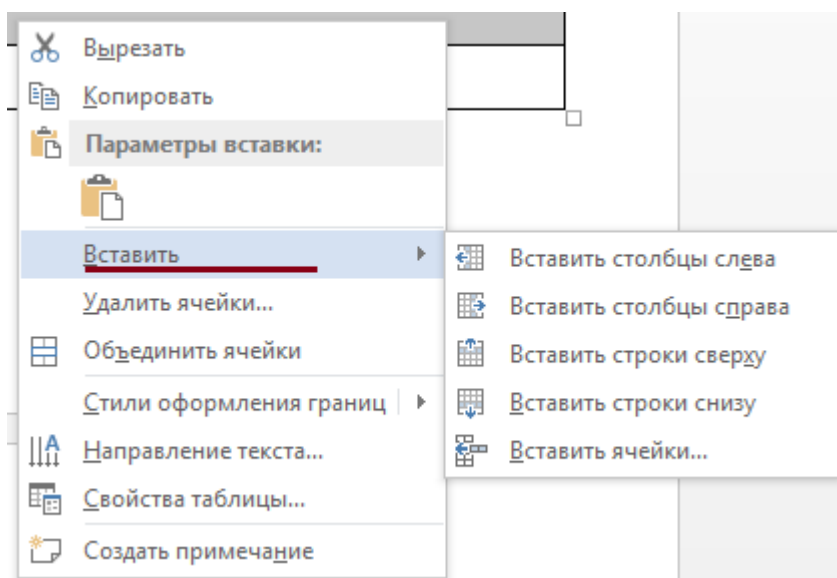 Вырезать
Копировать
Параметры вставки:
Вставить
Удалить ячейки...
Объединить ячейки
Стили оформления границ
Направление текста...
Свойства таблицы...
Создать примечание
Вставить столбцы слева
Вставить столбцы справа
Вставить строки сверху
Вставить строки снизу
Вставить ячейки...